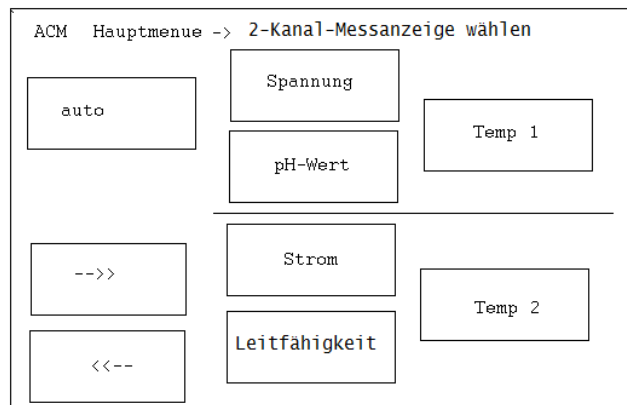 ACM Hauptmenue -> 2-Kanal-Messanzeige wählen
auto
Spannung
Temp 1
pH-Wert
Strom
-->>
Temp 2
Leitfähigkeit
<<--